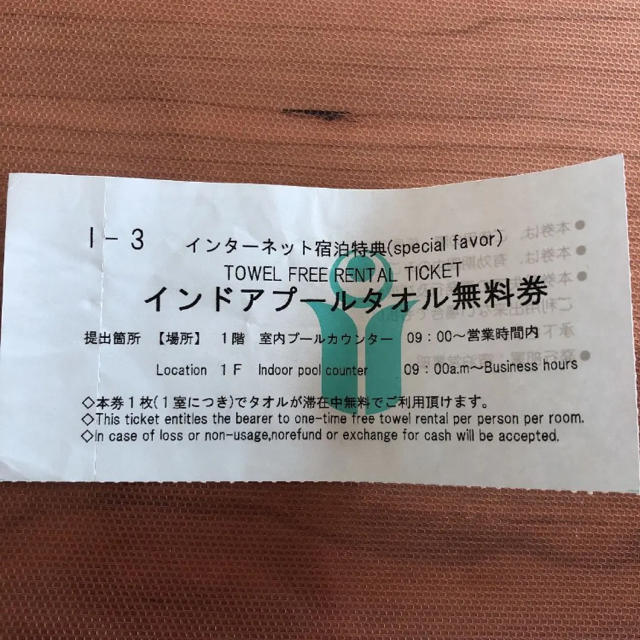 I-3 インターネット宿泊特典(special favor)
TOWEL FREE RENTAL TICKET
インドアプールタオル無料券
提出箇所 【場所】 1階 室内プールカウンター 09:00～営業時間内
Location 1F Indoor pool counter 09:00a.m～Business hours
◇本券1枚(1室につき)でタオルが滞在中無料でご利用頂けます。
◇This ticket entitles the bearer to one-time free towel rental per person per room.
◇In case of loss or non-usage,norefund or exchange for cash will be accepted.